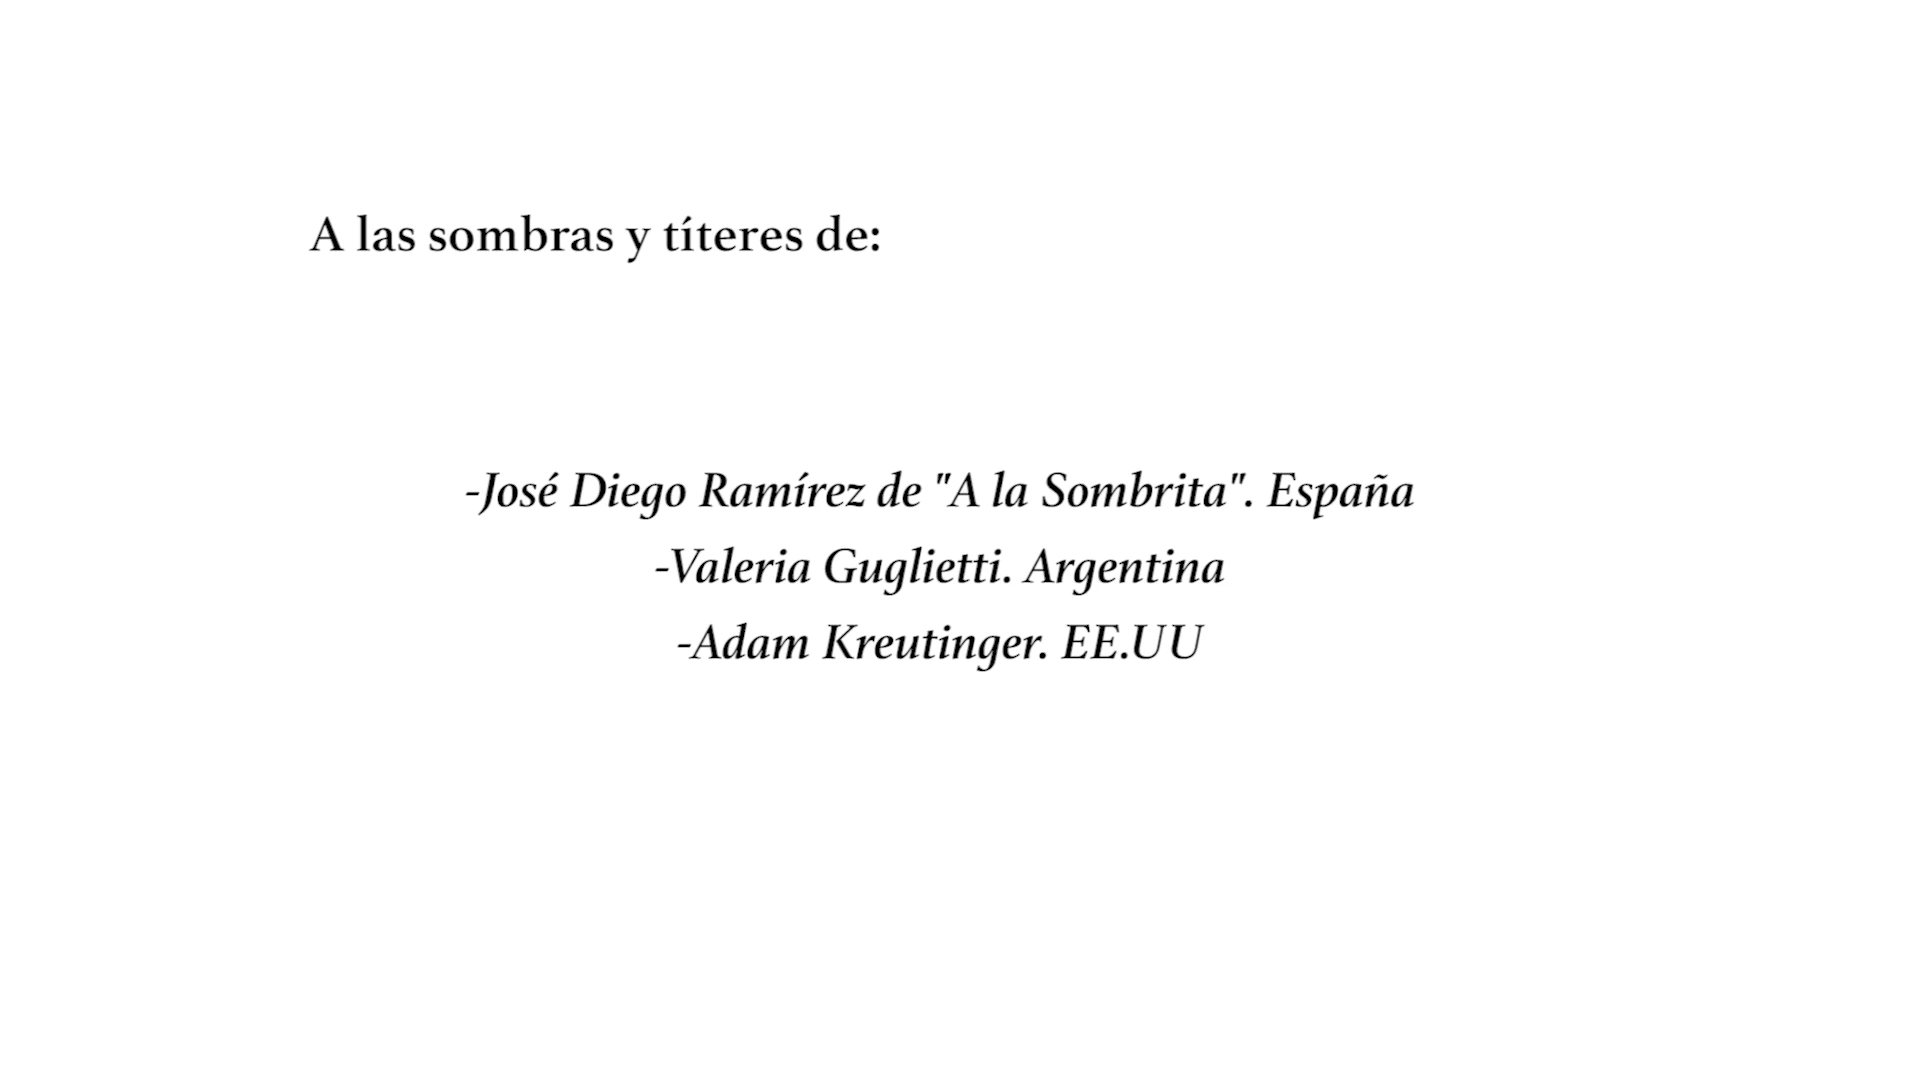 A las sombras y títeres de:
-José Diego Ramírez de "A la Sombrita". España
-Valeria Guglietti. Argentina
-Adam Kreutinger. EE.UU